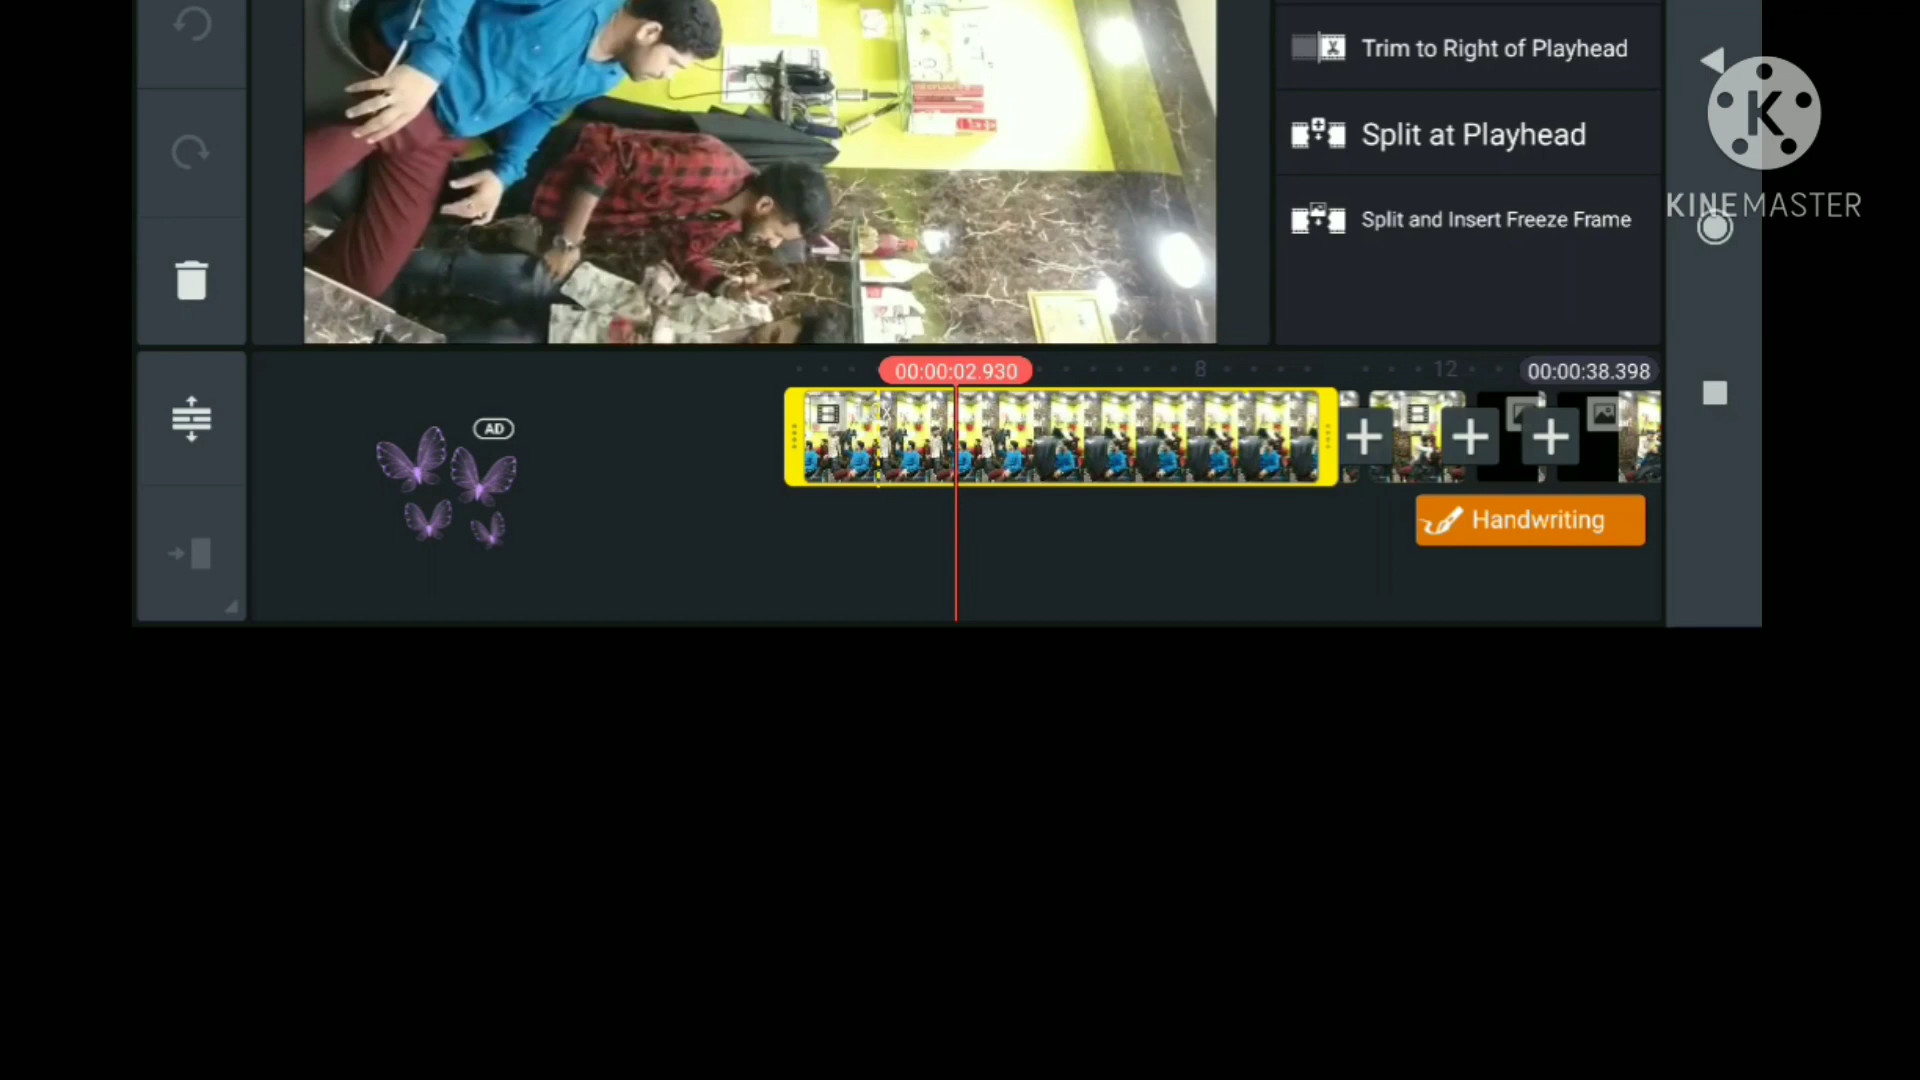 Trim to Right of Playhead
Split at Playhead
Split and Insert Freeze Frame
K
KINEMASTER
00:00:02.930
8
12
00:00:38.398
AD
Handwriting